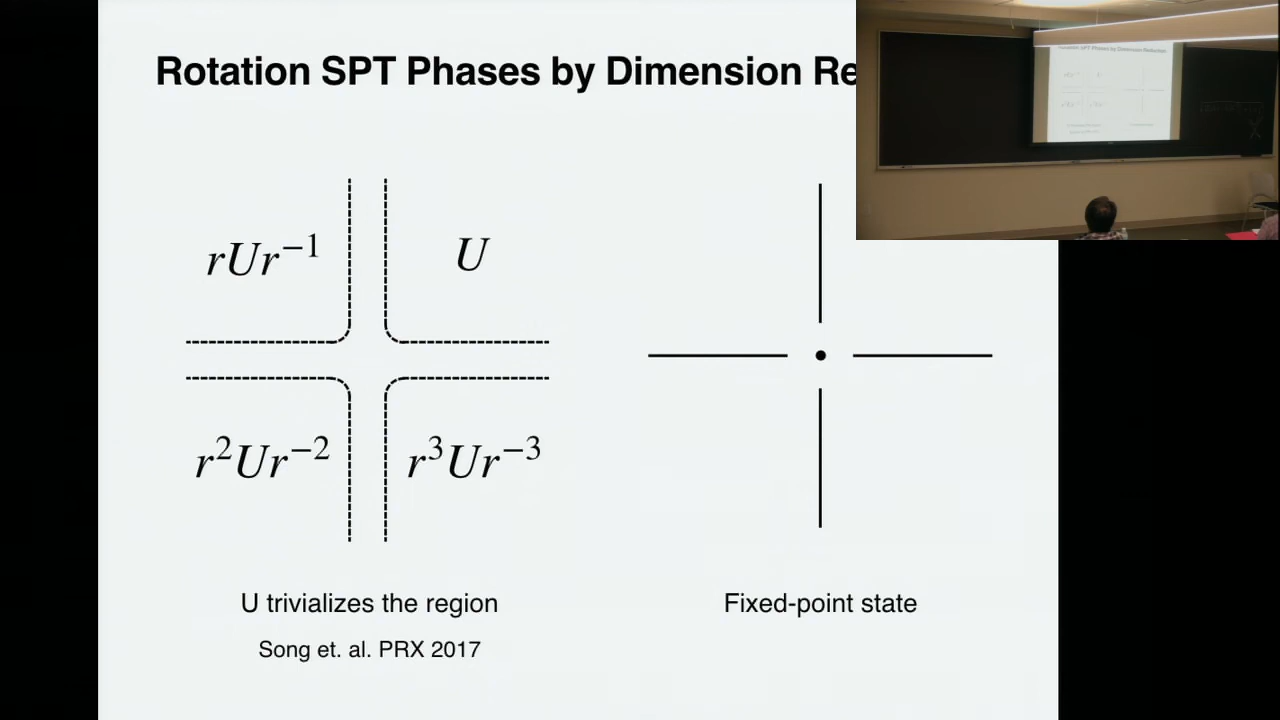 Rotation SPT Phases by Dimension Re
rUr⁻¹ U
r²Ur⁻² r³Ur⁻³
U trivializes the region
Fixed-point state
Song et. al. PRX 2017